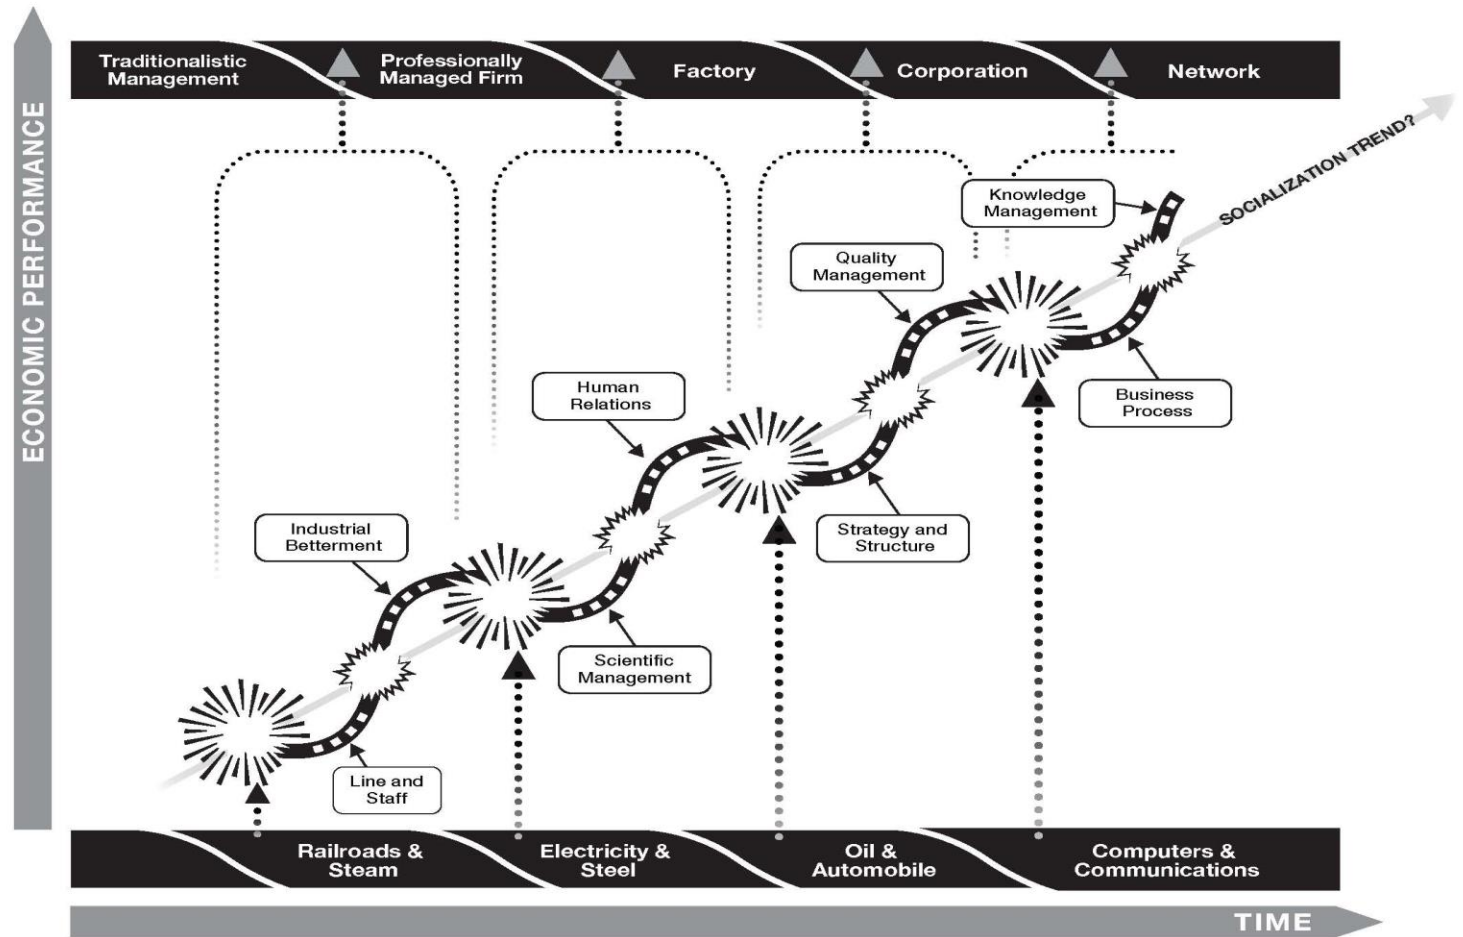 ECONOMIC PERFORMANCE
Traditionalistic
Management
Professionally
Managed Firm
Factory
Corporation
Network
SOCIALIZATION TREND?
Knowledge
Management
Quality
Management
Business
Process
Human
Relations
Strategy and
Structure
Industrial
Betterment
Scientific
Management
Line and
Staff
Railroads &
Steam
Electricity &
Steel
Oil &
Automobile
Computers &
Communications
TIME